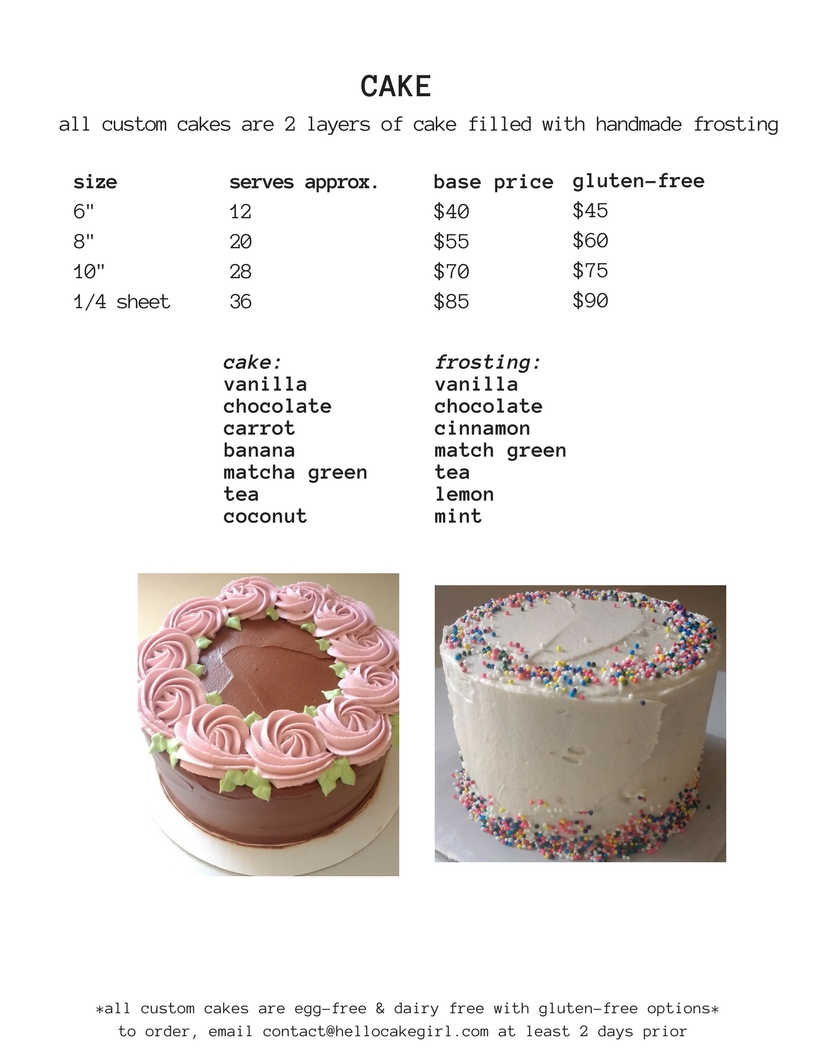 CAKE
all custom cakes are 2 layers of cake filled with handmade frosting
size serves approx. base price gluten-free
6" 12 $40 $45
8" 20 $55 $60
10" 28 $70 $75
1/4 sheet 36 $85 $90
cake:
vanilla
chocolate
carrot
banana
matcha green
tea
coconut
frosting:
vanilla
chocolate
cinnamon
match green
tea
lemon
mint
*all custom cakes are egg-free & dairy free with gluten-free options*
to order, email contact@hellocakegirl.com at least 2 days prior